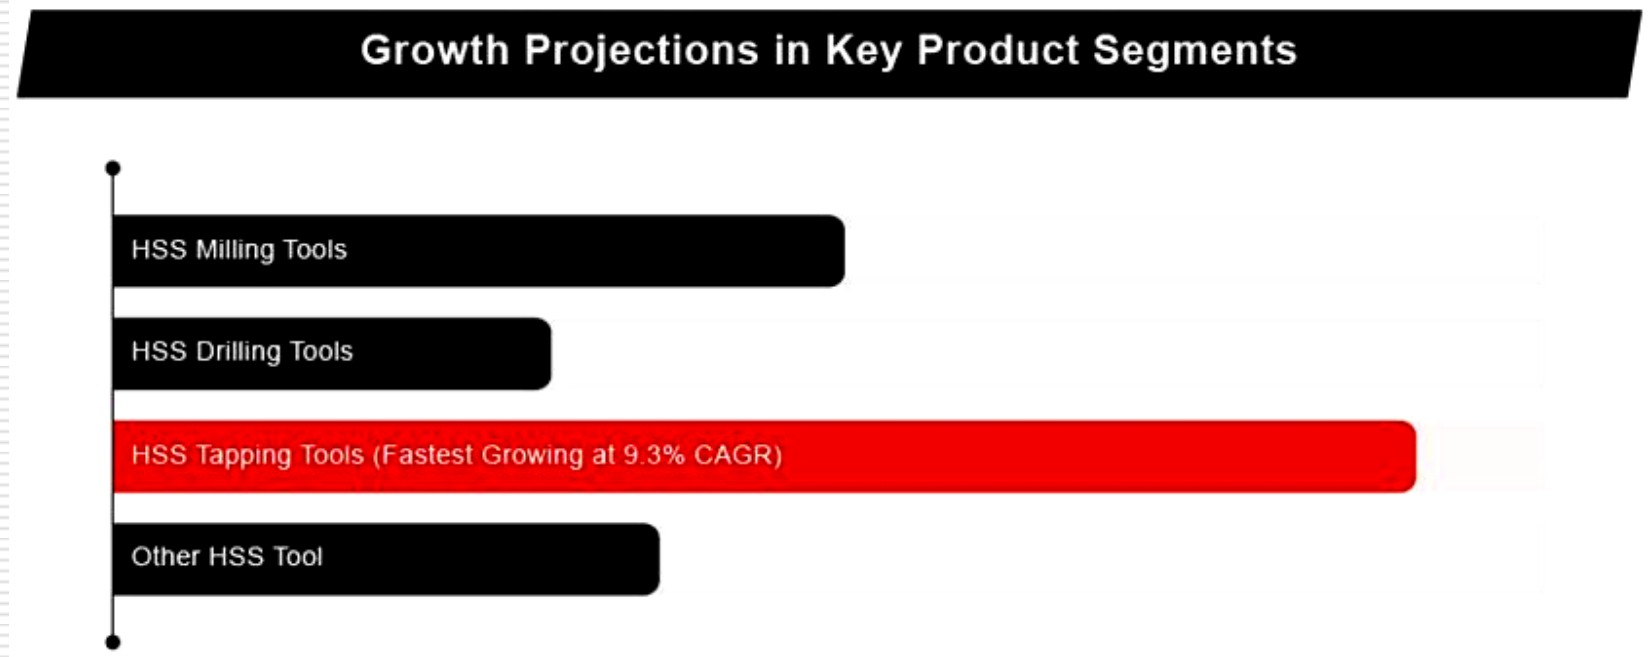 Growth Projections in Key Product Segments
HSS Milling Tools
HSS Drilling Tools
HSS Tapping Tools (Fastest Growing at 9.3% CAGR)
Other HSS Tool